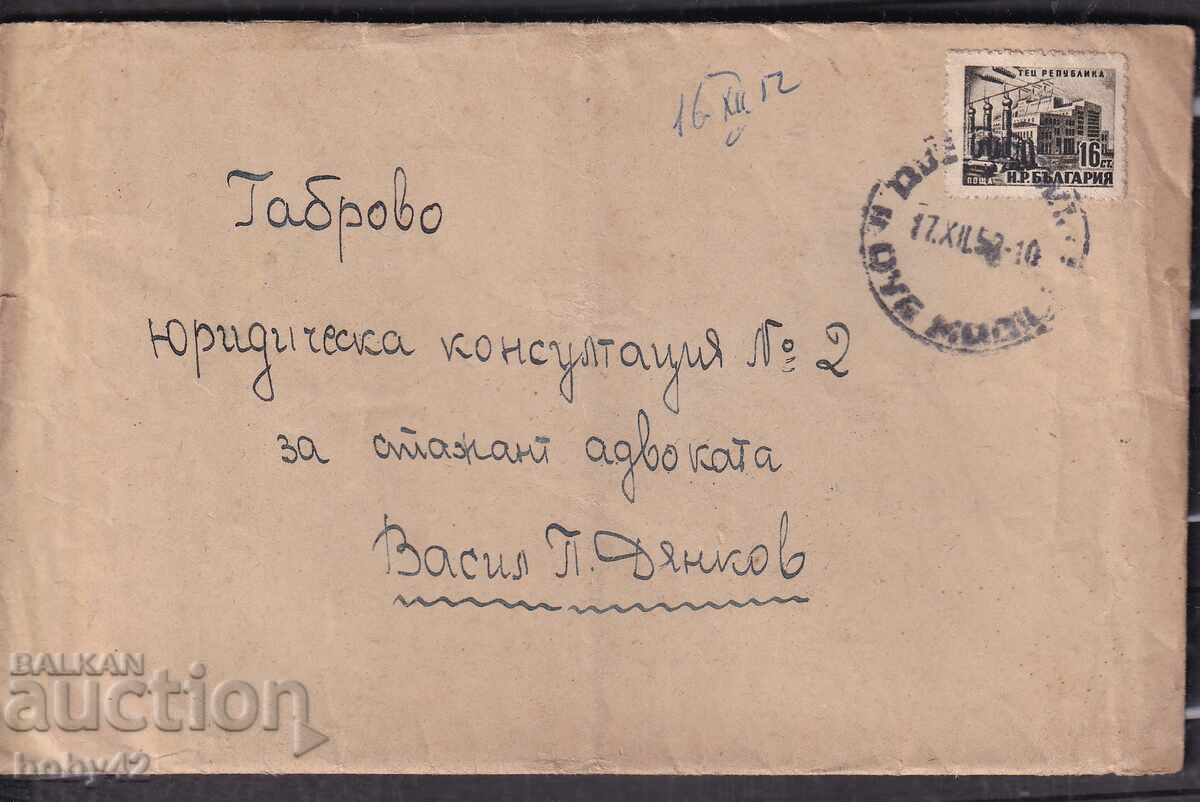 16 XII 52
ТЕЦ РЕПУБЛИКА
16 СТ.
ПОЩА Н.Р.БЪЛГАРИЯ
17.XII.52-10
Габрово
Юридическа консултация № 2
за стажант адвоката
Васил П. Дянков
BALKAN
auction
hoby42